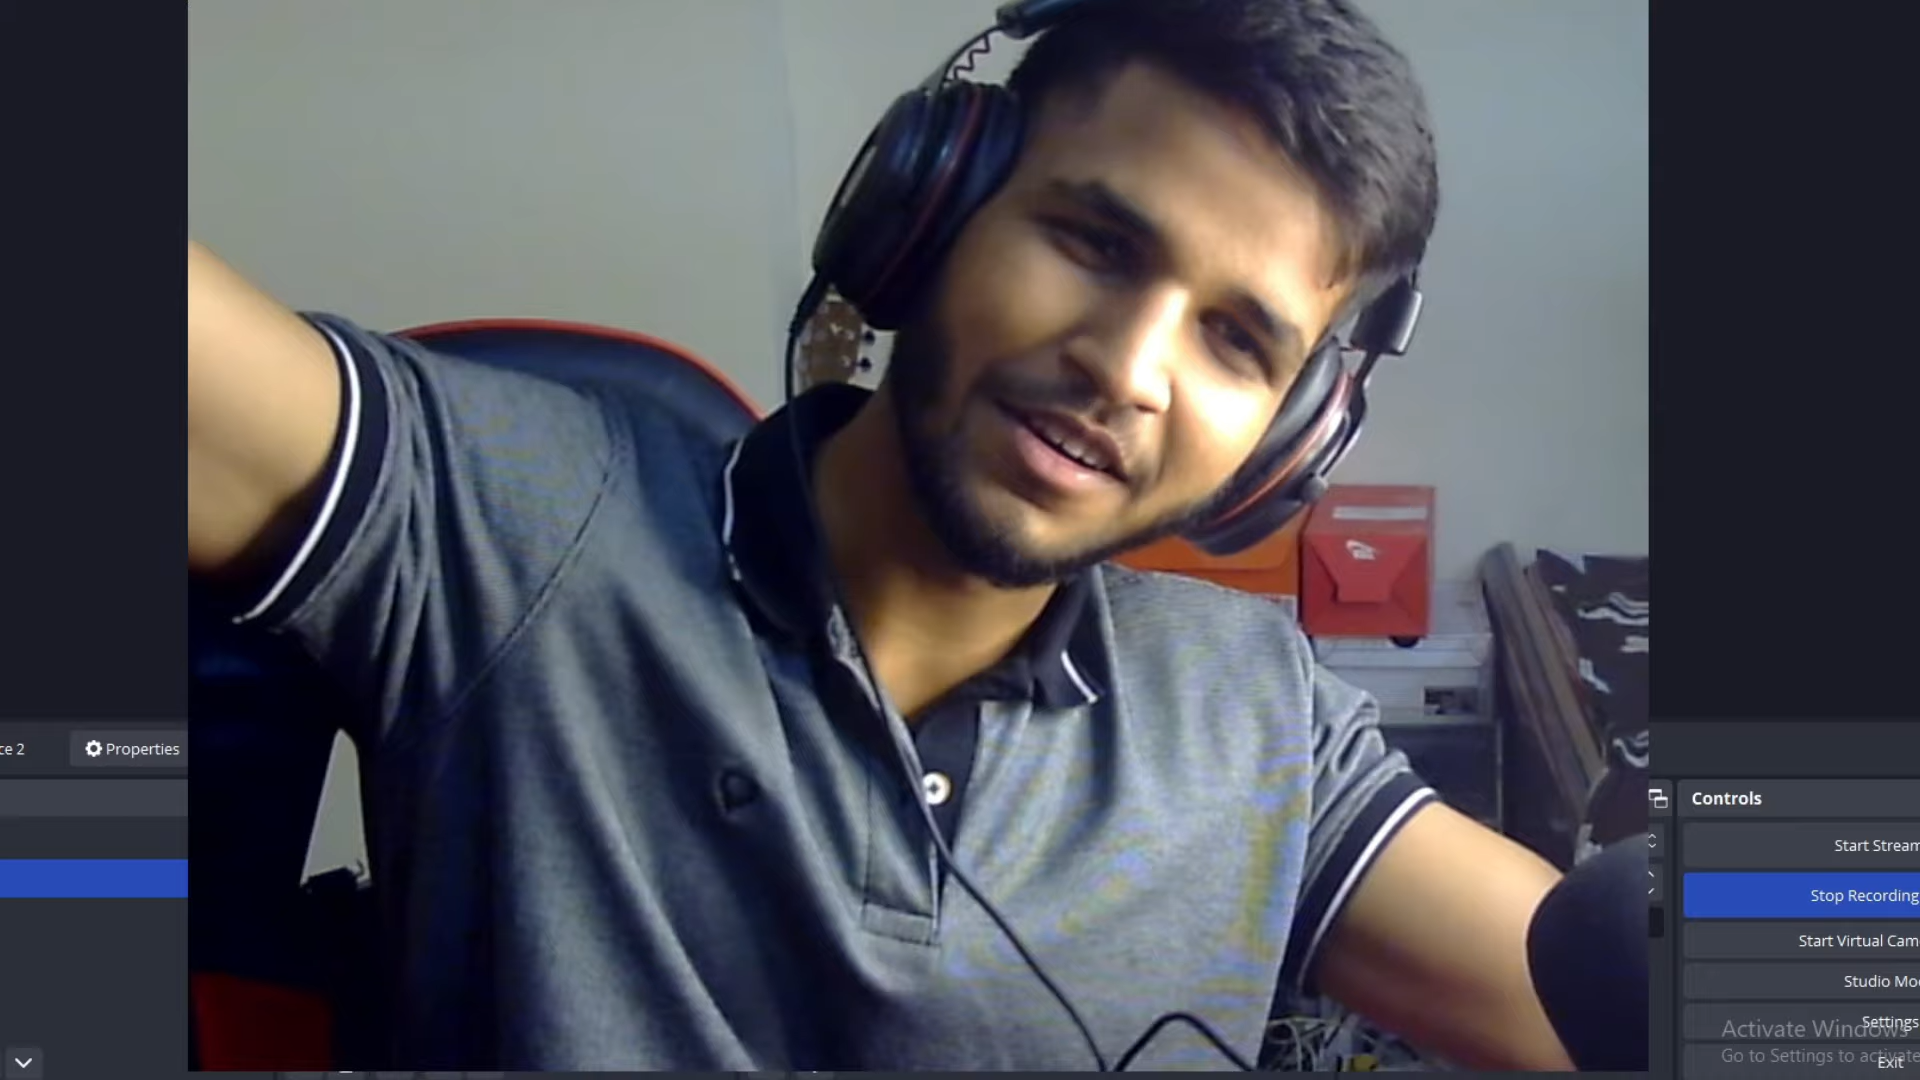 ce 2
Properties
Controls
Start Stream
Stop Recording
Start Virtual Cam
Studio Mo
Settings
Activate Windows
Go to Settings to activate
Exit